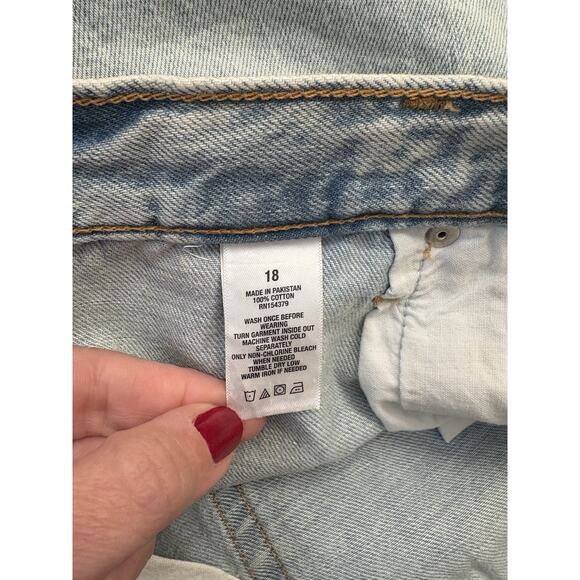 18
MADE IN PAKISTAN
100% COTTON
RN154379
WASH ONCE BEFORE
WEARING
TURN GARMENT INSIDE OUT
MACHINE WASH COLD
SEPARATELY
ONLY NON-CHLORINE BLEACH
WHEN NEEDED
TUMBLE DRY LOW
WARM IRON IF NEEDED